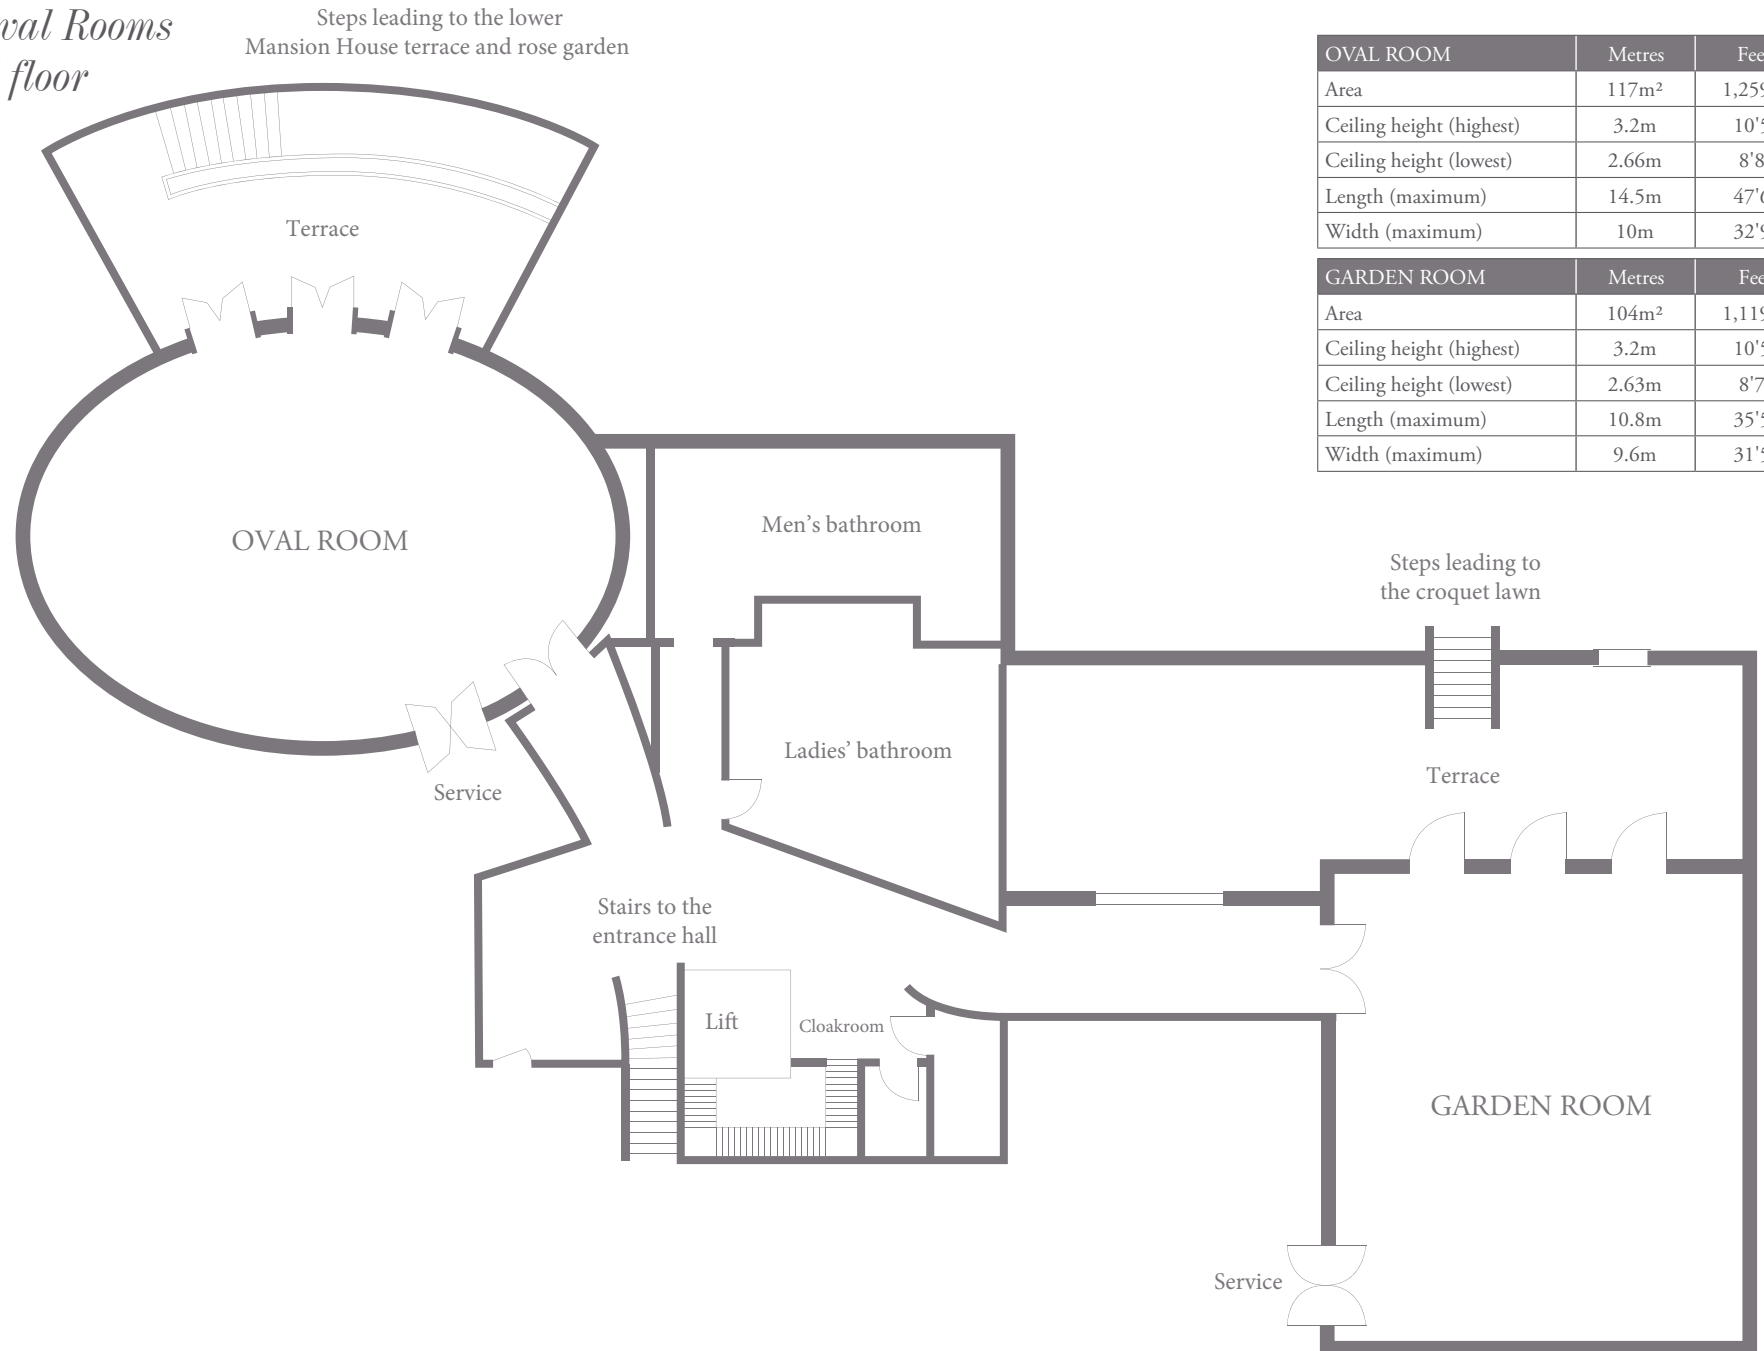 Rooms
floor
Steps leading to the lower
Mansion House terrace and rose garden
OVAL ROOM Metres
Area 117m²
Ceiling height (highest) 3.2m
Ceiling height (lowest) 2.66m
Length (maximum) 14.5m
Width (maximum) 10m
GARDEN ROOM Metres
Area 104m²
Ceiling height (highest) 3.2m
Ceiling height (lowest) 2.63m
Length (maximum) 10.8m
Width (maximum) 9.6m
Terrace
OVAL ROOM
Men’s bathroom
Steps leading to
the croquet lawn
Ladies’ bathroom
Terrace
Service
Stairs to the
entrance hall
Lift
Cloakroom
GARDEN ROOM
Service